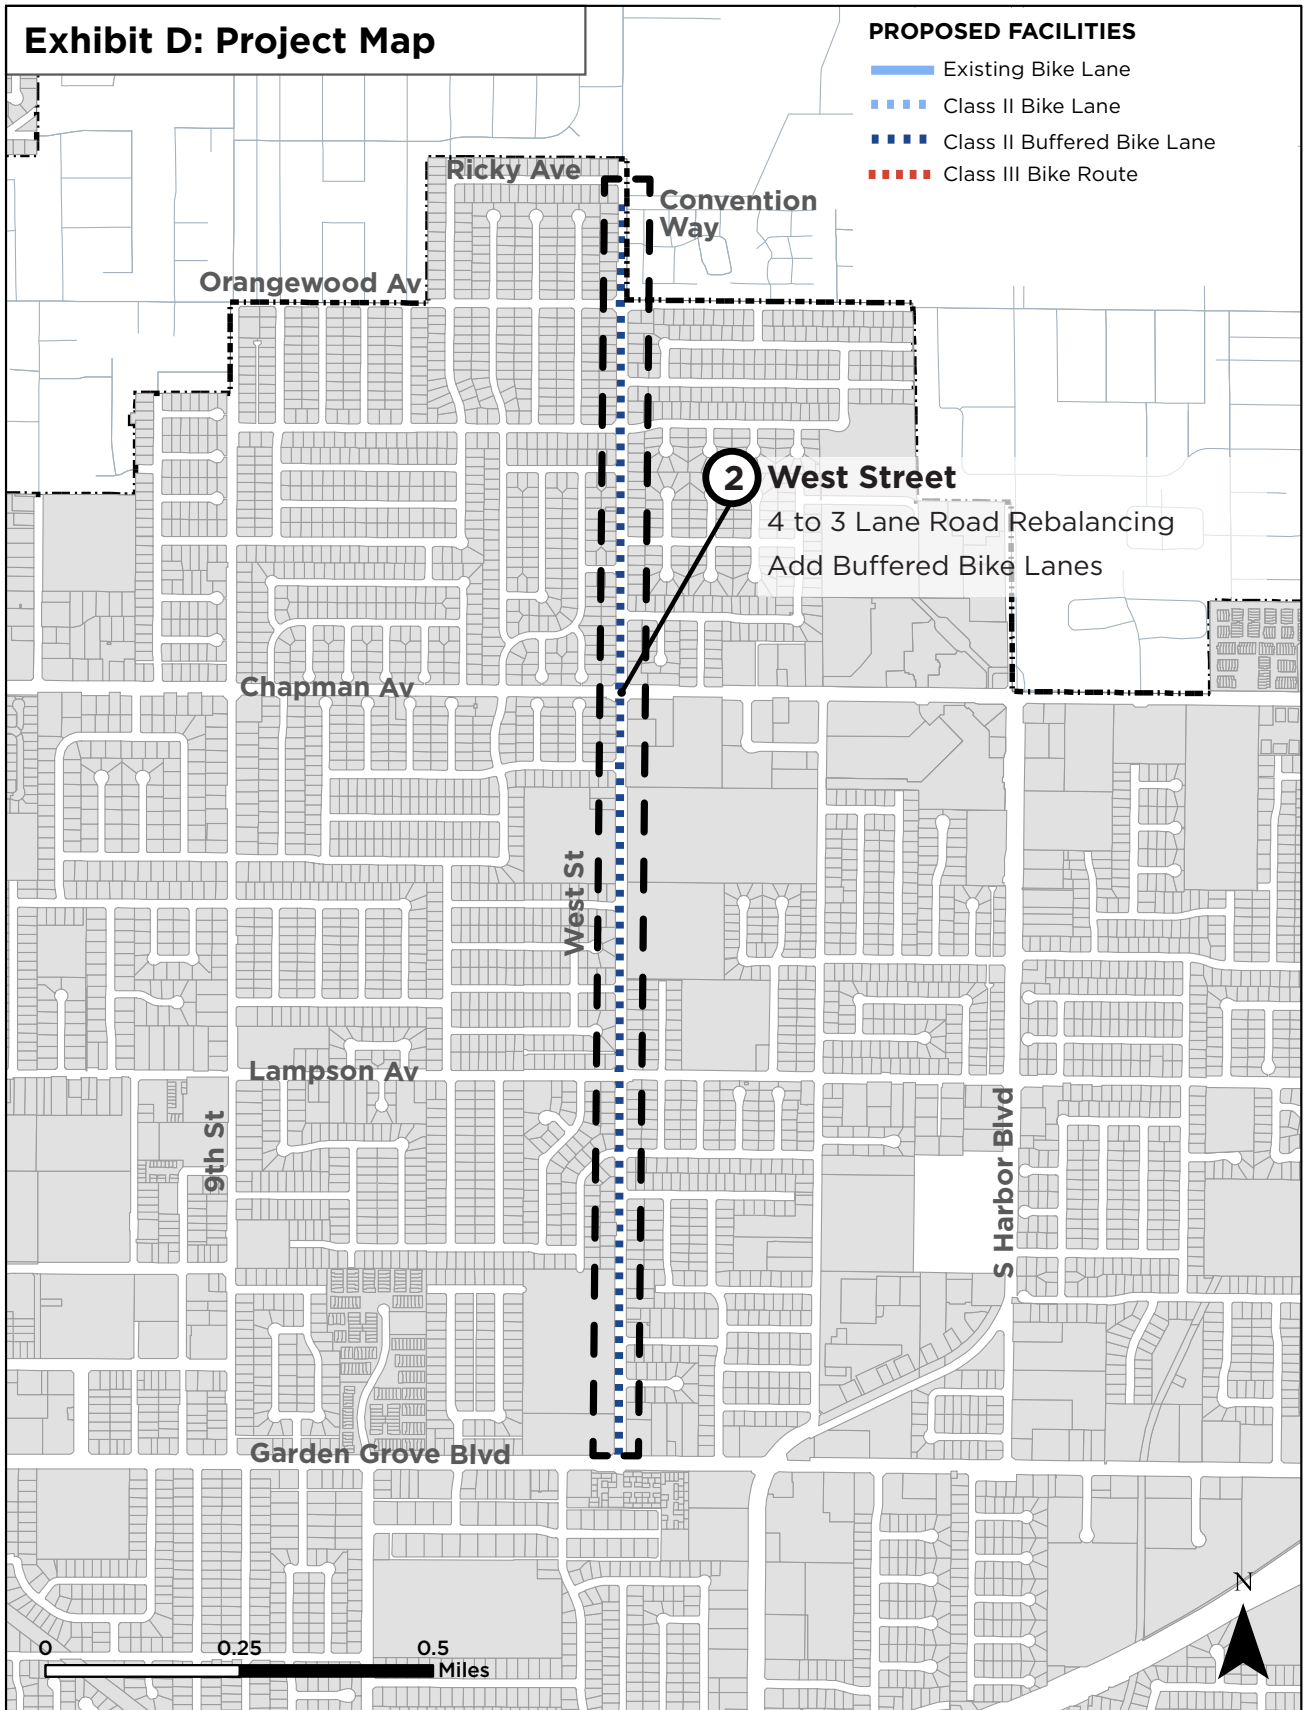 Exhibit D: Project Map
PROPOSED FACILITIES
Existing Bike Lane
Class II Bike Lane
Class II Buffered Bike Lane
Class III Bike Route
Ricky Ave
Convention
Way
Orangewood Av
2 West Street
4 to 3 Lane Road Rebalancing
Add Buffered Bike Lanes
Chapman Av
West St
Lampson Av
9th St
S Harbor Blvd
Garden Grove Blvd
N
0 0.25 0.5
Miles